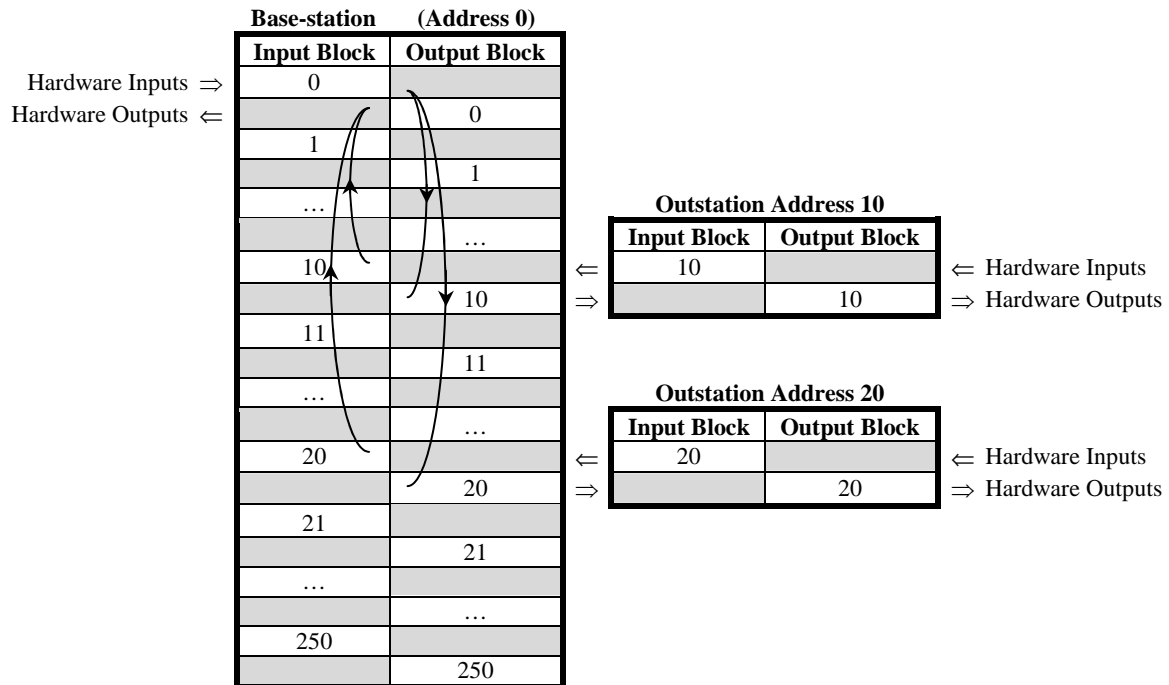 Base-station (Address 0)
Input Block Output Block
Hardware Inputs ⇒ 0
Hardware Outputs ⇐ 0
1
1
…
Outstation Address 10
… Input Block Output Block
10 ⇐ 10 ⇐ Hardware Inputs
10 ⇒ 10 ⇒ Hardware Outputs
11
11
… Outstation Address 20
… Input Block Output Block
20 ⇐ 20 ⇐ Hardware Inputs
20 ⇒ 20 ⇒ Hardware Outputs
21
21
…
…
250
250